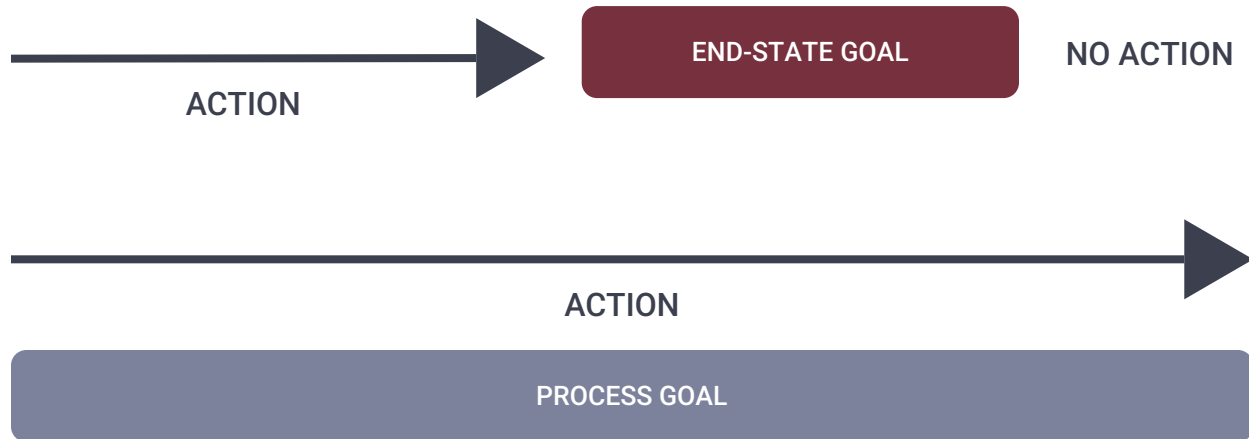 END-STATE GOAL
NO ACTION
ACTION
ACTION
PROCESS GOAL